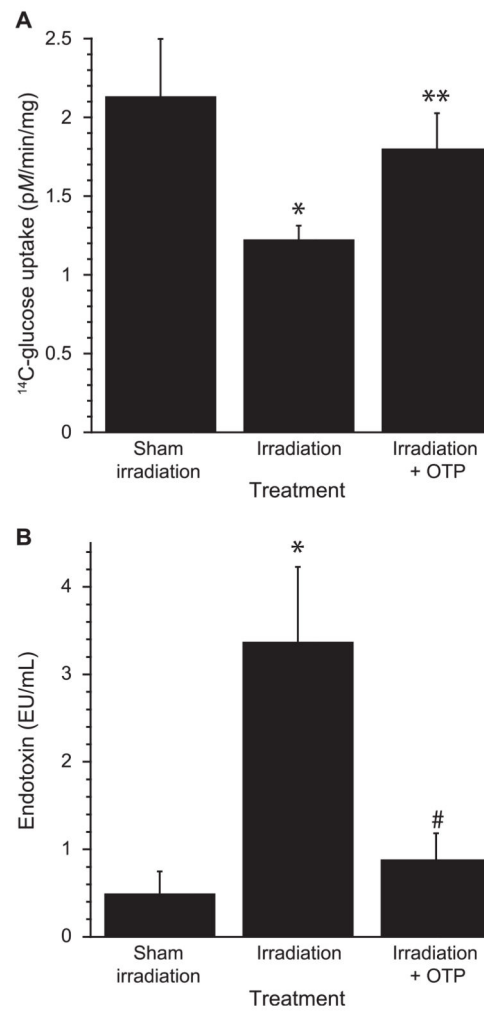 A
2.5
**
2
¹⁴C-glucose uptake (pM/min/mg)
1.5
*
1
0.5
0
Sham
irradiation
Irradiation
Irradiation
+ OTP
Treatment
B
*
4
Endotoxin (EU/mL)
3
2
#
1
0
Sham
irradiation
Irradiation
Irradiation
+ OTP
Treatment